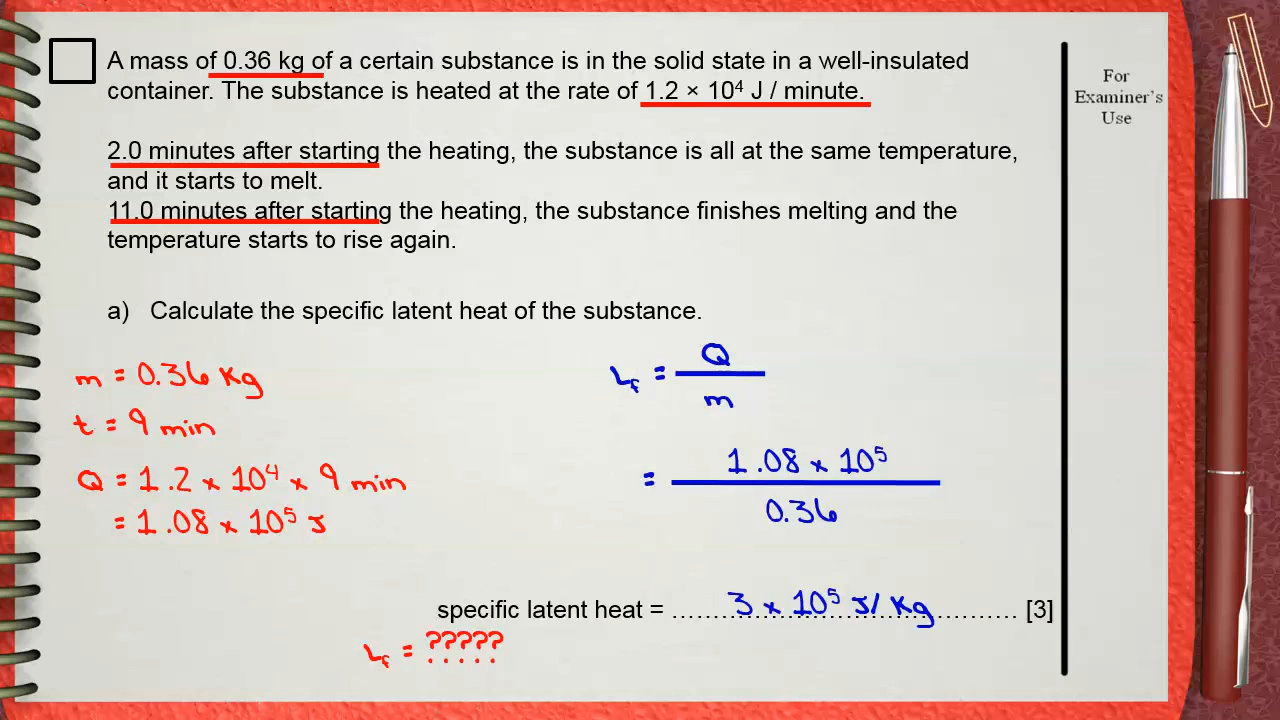 A mass of 0.36 kg of a certain substance is in the solid state in a well-insulated
container. The substance is heated at the rate of 1.2 × 10⁴ J / minute.
For
Examiner's
Use
2.0 minutes after starting the heating, the substance is all at the same temperature,
and it starts to melt.
11.0 minutes after starting the heating, the substance finishes melting and the
temperature starts to rise again.
a) Calculate the specific latent heat of the substance.
m = 0.36 Kg
t = 9 min
Q = 1.2 x 10⁴ x 9 min
= 1.08 x 10⁵ J
L_f = Q
m
= 1.08 x 10⁵
0.36
specific latent heat = ........3 x 10⁵ J/Kg........ [3]
L_f = ?????